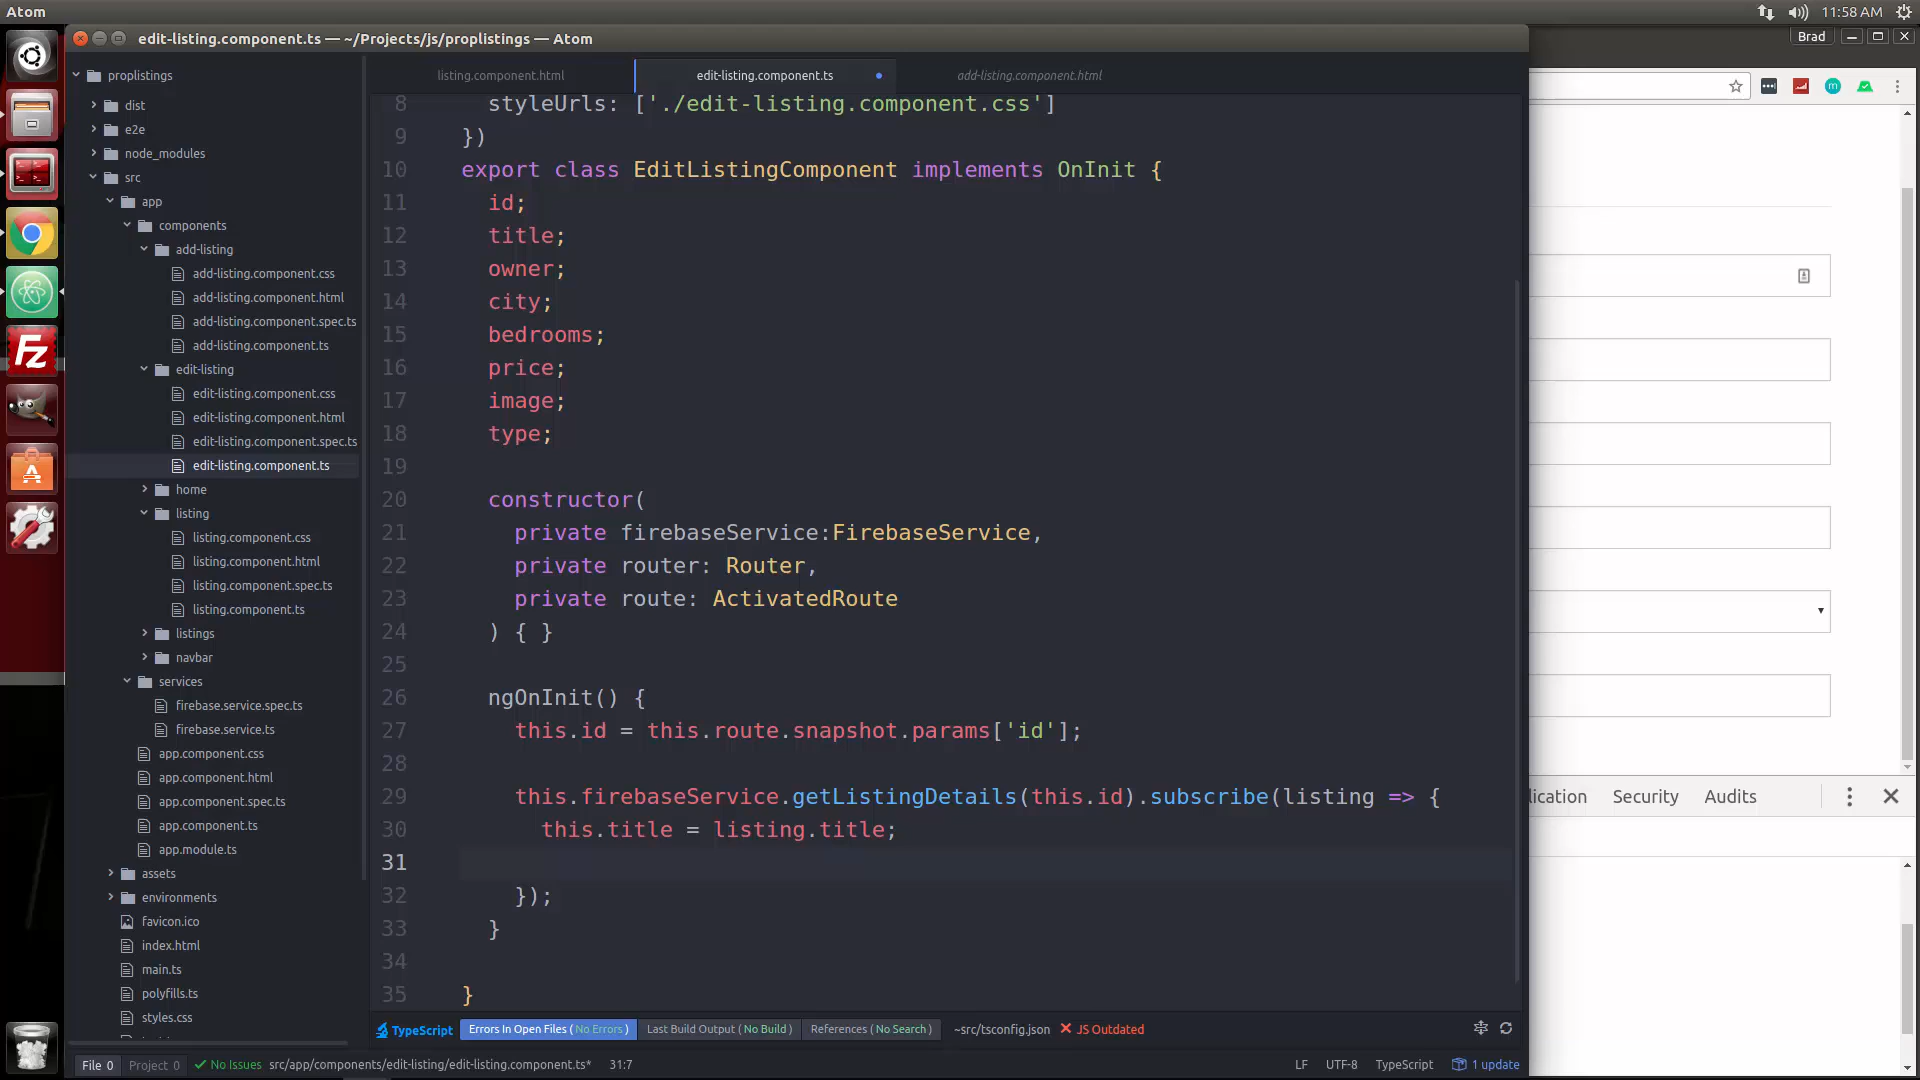 Atom
11:58 AM
edit-listing.component.ts — ~/Projects/js/proplistings — Atom
Brad
proplistings
dist
e2e
node_modules
src
app
components
add-listing
add-listing.component.css
add-listing.component.html
add-listing.component.spec.ts
add-listing.component.ts
edit-listing
edit-listing.component.css
edit-listing.component.html
edit-listing.component.spec.ts
edit-listing.component.ts
home
listing
listing.component.css
listing.component.html
listing.component.spec.ts
listing.component.ts
listings
navbar
services
firebase.service.spec.ts
firebase.service.ts
app.component.css
app.component.html
app.component.spec.ts
app.component.ts
app.module.ts
assets
environments
favicon.ico
index.html
main.ts
polyfills.ts
styles.css
listing.component.html
edit-listing.component.ts
add-listing.component.html
8 styleUrls: ['./edit-listing.component.css']
9 })
10 export class EditListingComponent implements OnInit {
11 id;
12 title;
13 owner;
14 city;
15 bedrooms;
16 price;
17 image;
18 type;
19
20 constructor(
21 private firebaseService:FirebaseService,
22 private router: Router,
23 private route: ActivatedRoute
24 ) { }
25
26 ngOnInit() {
27 this.id = this.route.snapshot.params['id'];
28
29 this.firebaseService.getListingDetails(this.id).subscribe(listing => {
30 this.title = listing.title;
31
32 });
33 }
34
35 }
lication Security Audits
TypeScript Errors In Open Files ( No Errors ) Last Build Output ( No Build ) References ( No Search ) ~src/tsconfig.json JS Outdated
File 0 Project 0 No Issues src/app/components/edit-listing/edit-listing.component.ts* 31:7 LF UTF-8 TypeScript 1 update